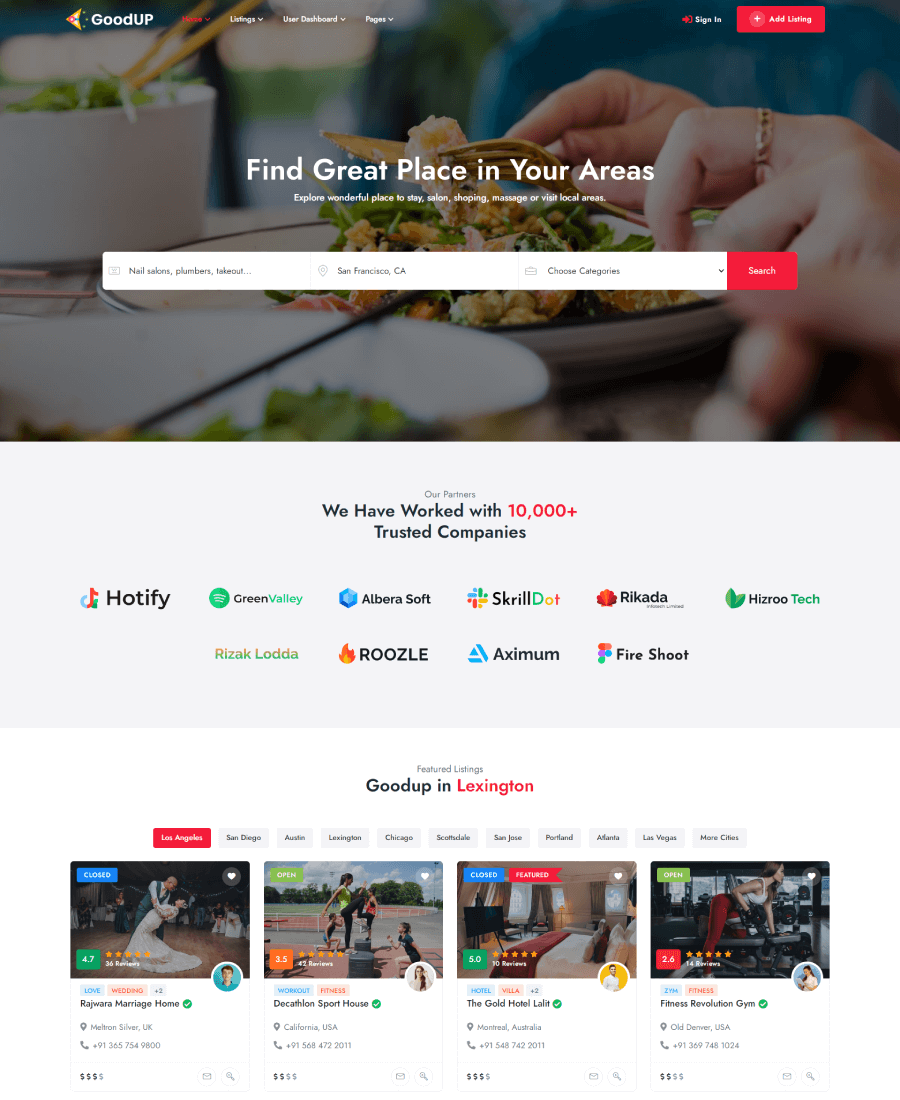 GoodUP
Home Listings User Dashboard Pages Sign In Add Listing
Find Great Place in Your Areas
Explore wonderful place to stay, salon, shoping, massage or visit local areas.
Nail salons, plumbers, takeout... San Francisco, CA Choose Categories Search
Our Partners
We Have Worked with 10,000+
Trusted Companies
Hotify GreenValley Albera Soft SkrillDot Rikada Infotech Limited Hizroo Tech
Rizak Lodda ROOZLE Aximum Fire Shoot
Featured Listings
Goodup in Lexington
Los Angeles San Diego Austin Lexington Chicago Scottsdale San Jose Portland Atlanta Las Vegas More Cities
CLOSED OPEN CLOSED FEATURED OPEN
4.7 36 Reviews 3.5 42 Reviews 5.0 10 Reviews 2.6 14 Reviews
LOVE WEDDING +2 WORKOUT FITNESS HOTEL VILLA +2 ZYM FITNESS
Rajwara Marriage Home Decathlon Sport House The Gold Hotel Lalit Fitness Revolution Gym
Meltron Silver, UK California, USA Montreal, Australia Old Denver, USA
+91 365 754 9800 +91 568 472 2011 +91 548 742 2011 +91 369 748 1024
$ $ $ $ $ $ $ $ $ $ $ $ $ $ $ $